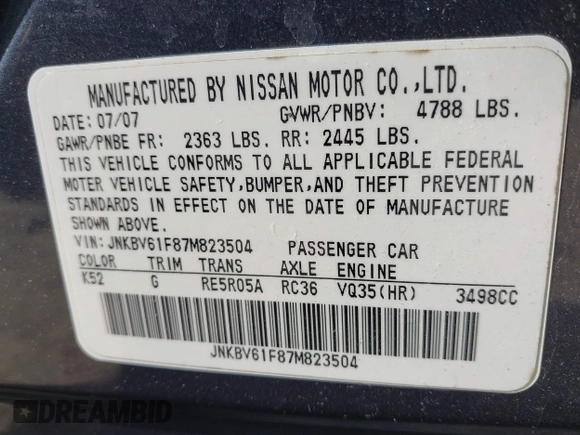 MANUFACTURED BY NISSAN MOTOR CO.,LTD.
DATE: 07/07 GVWR/PNBV: 4788 LBS.
GAWR/PNBE FR: 2363 LBS. RR: 2445 LBS.
THIS VEHICLE CONFORMS TO ALL APPLICABLE FEDERAL
MOTOR VEHICLE SAFETY,BUMPER,AND THEFT PREVENTION
STANDARDS IN EFFECT ON THE DATE OF MANUFACTURE
SHOWN ABOVE.
VIN: JNKBV61F87M823504 PASSENGER CAR
COLOR TRIM TRANS AXLE ENGINE
K52 G RE5R05A RC36 VQ35(HR) 3498CC
JNKBV61F87M823504
DREAMBID